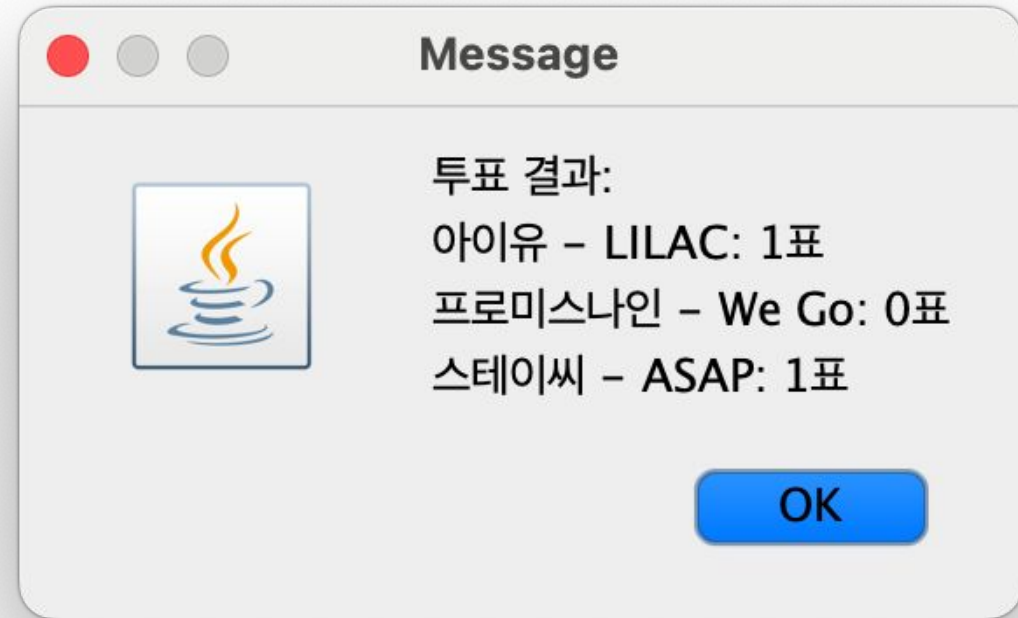 Message
투표 결과:
아이유 – LILAC: 1표
프로미스나인 – We Go: 0표
스테이씨 – ASAP: 1표
OK